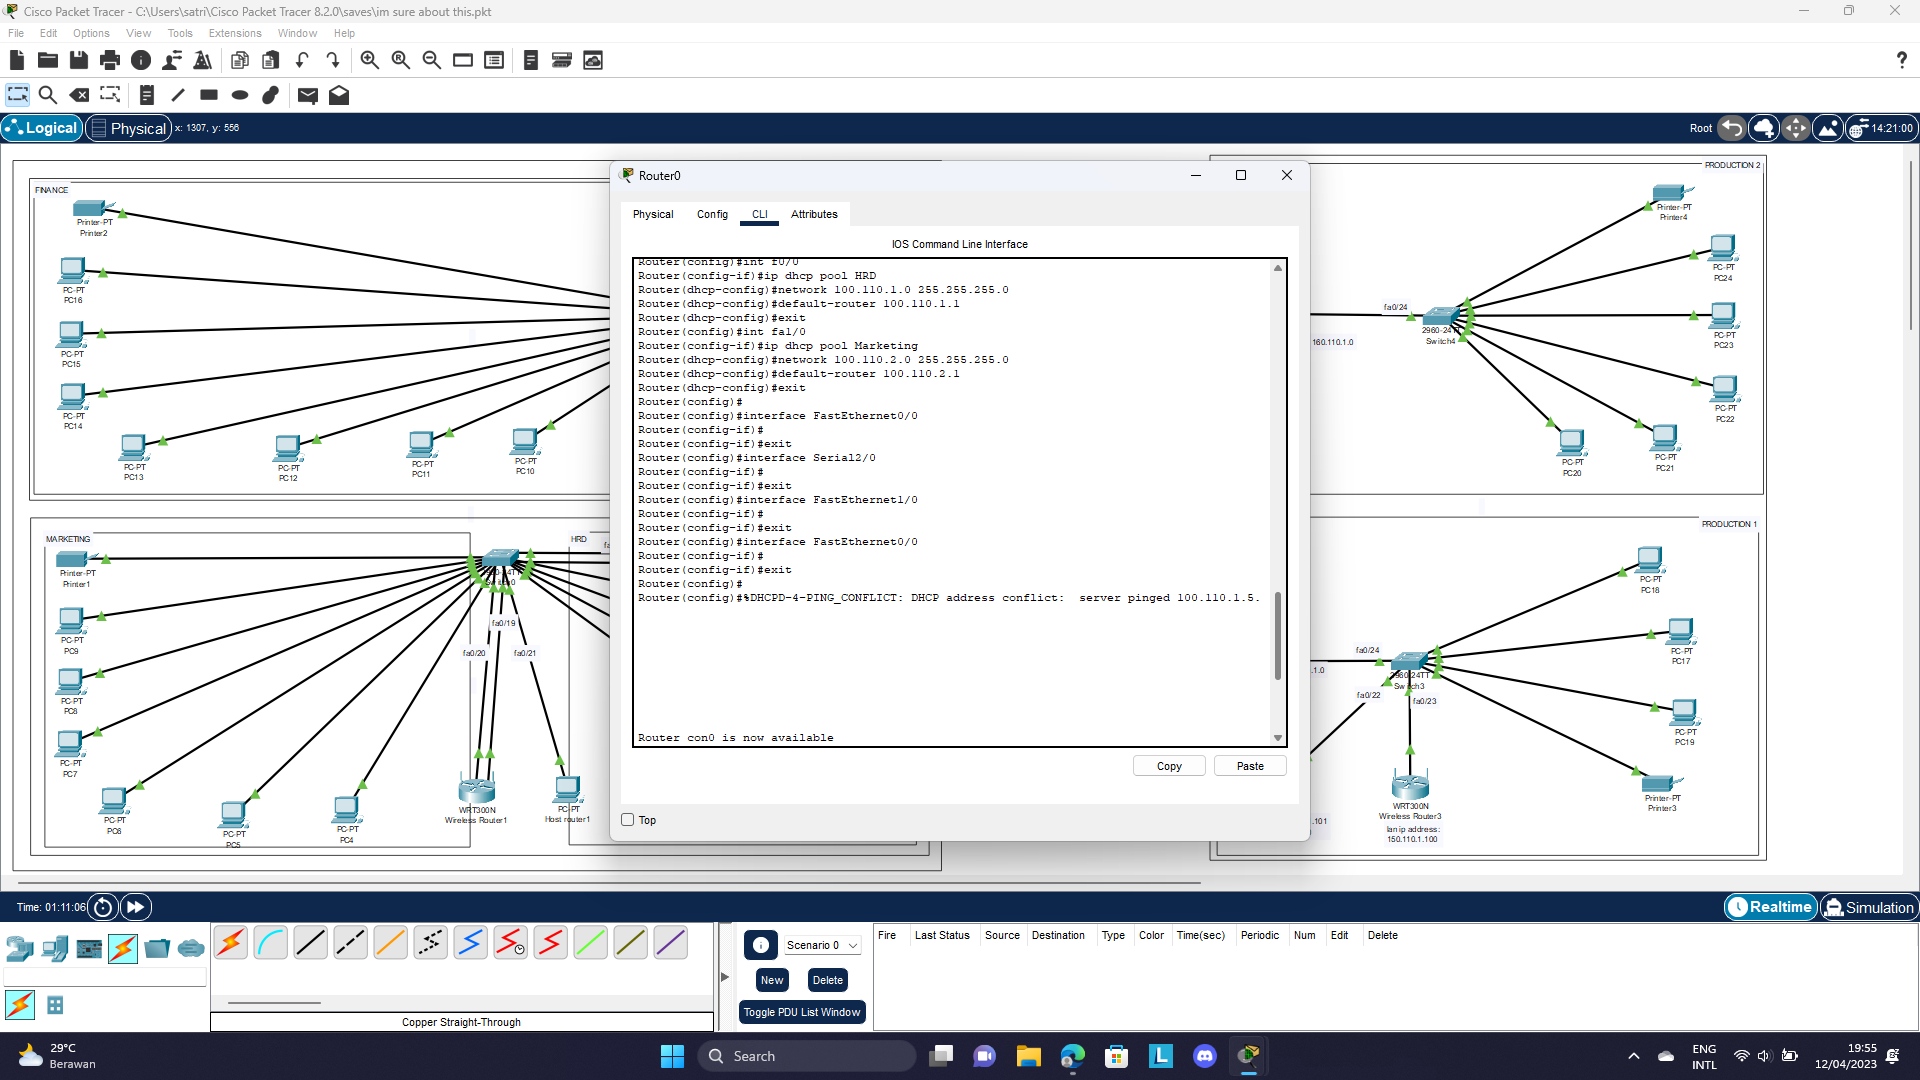 Cisco Packet Tracer - C:\Users\satri\Cisco Packet Tracer 8.2.0\saves\im sure about this.pkt
File Edit Options View Tools Extensions Window Help
Logical Physical x: 1307, y: 556
Root 14:21:00
FINANCE
Printer-PT
Printer2
PC-PT
PC16
PC-PT
PC15
PC-PT
PC14
PC-PT
PC13
PC-PT
PC12
PC-PT
PC11
PC-PT
PC10
MARKETING
HRD
Printer-PT
Printer1
PC-PT
PC9
PC-PT
PC8
PC-PT
PC7
PC-PT
PC6
PC-PT
PC5
PC-PT
PC4
fa0/19
fa0/20
fa0/21
WRT300N
Wireless Router1
PC-PT
Host router1
Router0
Physical Config CLI Attributes
IOS Command Line Interface
Router(config)#int f0/0
Router(config-if)#ip dhcp pool HRD
Router(dhcp-config)#network 100.110.1.0 255.255.255.0
Router(dhcp-config)#default-router 100.110.1.1
Router(dhcp-config)#exit
Router(config)#int fa1/0
Router(config-if)#ip dhcp pool Marketing
Router(dhcp-config)#network 100.110.2.0 255.255.255.0
Router(dhcp-config)#default-router 100.110.2.1
Router(dhcp-config)#exit
Router(config)#
Router(config)#interface FastEthernet0/0
Router(config-if)#
Router(config-if)#exit
Router(config)#interface Serial2/0
Router(config-if)#
Router(config-if)#exit
Router(config)#interface FastEthernet1/0
Router(config-if)#
Router(config-if)#exit
Router(config)#interface FastEthernet0/0
Router(config-if)#
Router(config-if)#exit
Router(config)#
Router(config)#%DHCPD-4-PING_CONFLICT: DHCP address conflict:  server pinged 100.110.1.5.
Router con0 is now available
Copy Paste
Top
PRODUCTION 2
Printer-PT
Printer4
PC-PT
PC24
PC-PT
PC23
PC-PT
PC22
PC-PT
PC21
PC-PT
PC20
fa0/24
Switch4
160.110.1.0
PRODUCTION 1
PC-PT
PC18
PC-PT
PC17
PC-PT
PC19
Printer-PT
Printer3
fa0/24
fa0/22
fa0/23
.1.0
.101
WRT300N
Wireless Router3
lan ip address:
150.110.1.100
Time: 01:11:06
Realtime Simulation
Scenario 0
New Delete
Toggle PDU List Window
Fire Last Status Source Destination Type Color Time(sec) Periodic Num Edit Delete
Copper Straight-Through
29°C
Berawan
Search
ENG
INTL
19:55
12/04/2023